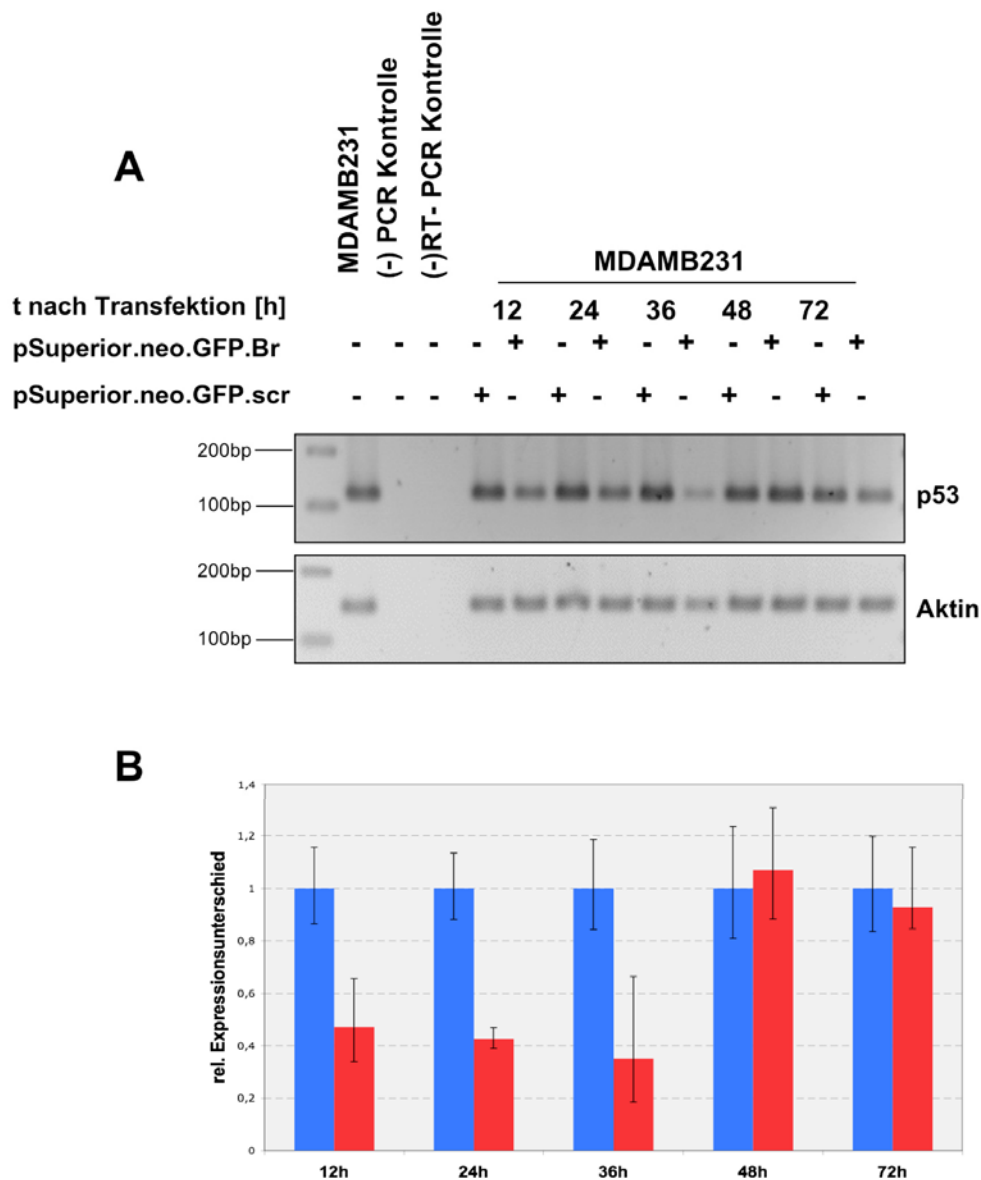 A
MDAMB231
(-) PCR Kontrolle
(-)RT- PCR Kontrolle
MDAMB231
t nach Transfektion [h] 12 24 36 48 72
pSuperior.neo.GFP.Br - - - - + - + - + - + - +
pSuperior.neo.GFP.scr - - - + - + - + - + - + -
200bp
100bp
p53
200bp
100bp
Aktin
B
rel. Expressionsunterschied
1,4
1,2
1
0,8
0,6
0,4
0,2
0
12h 24h 36h 48h 72h